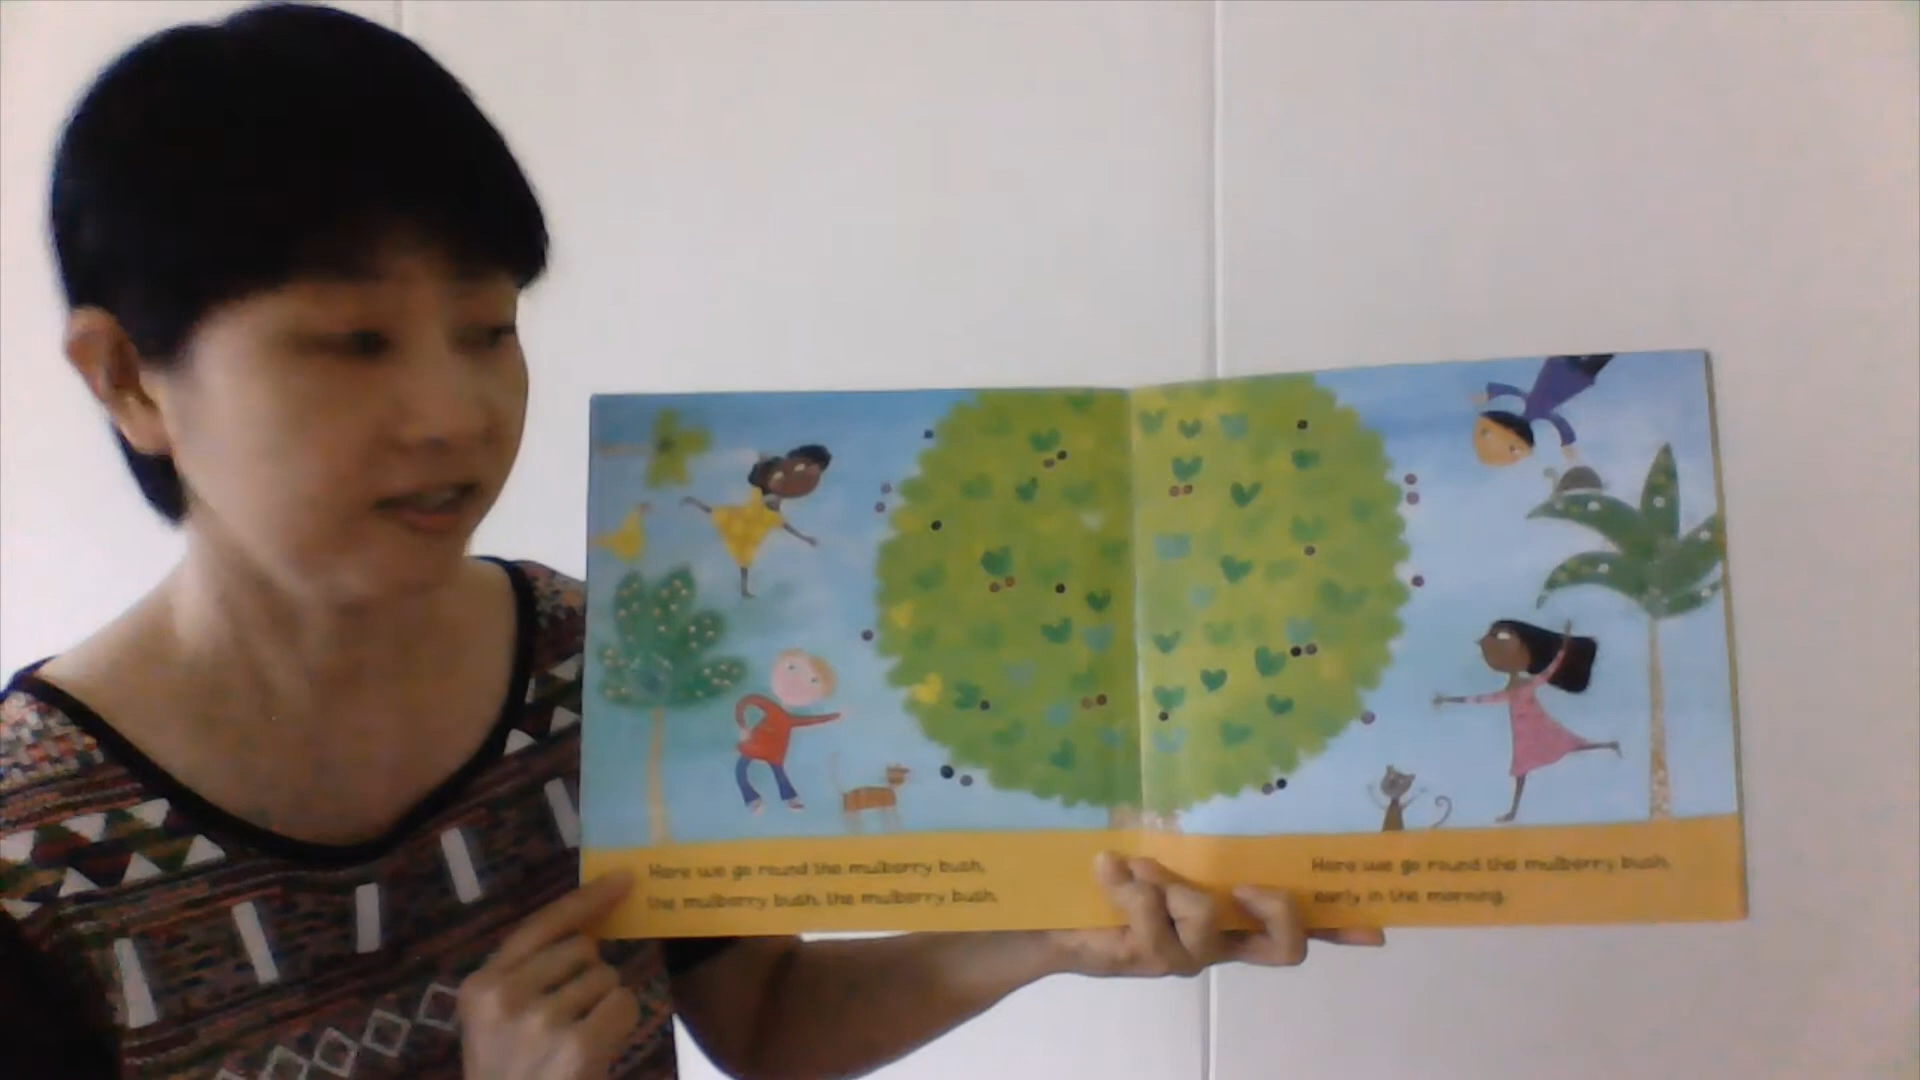 Here we go round the mulberry bush,
the mulberry bush, the mulberry bush,
Here we go round the mulberry bush,
early in the morning.